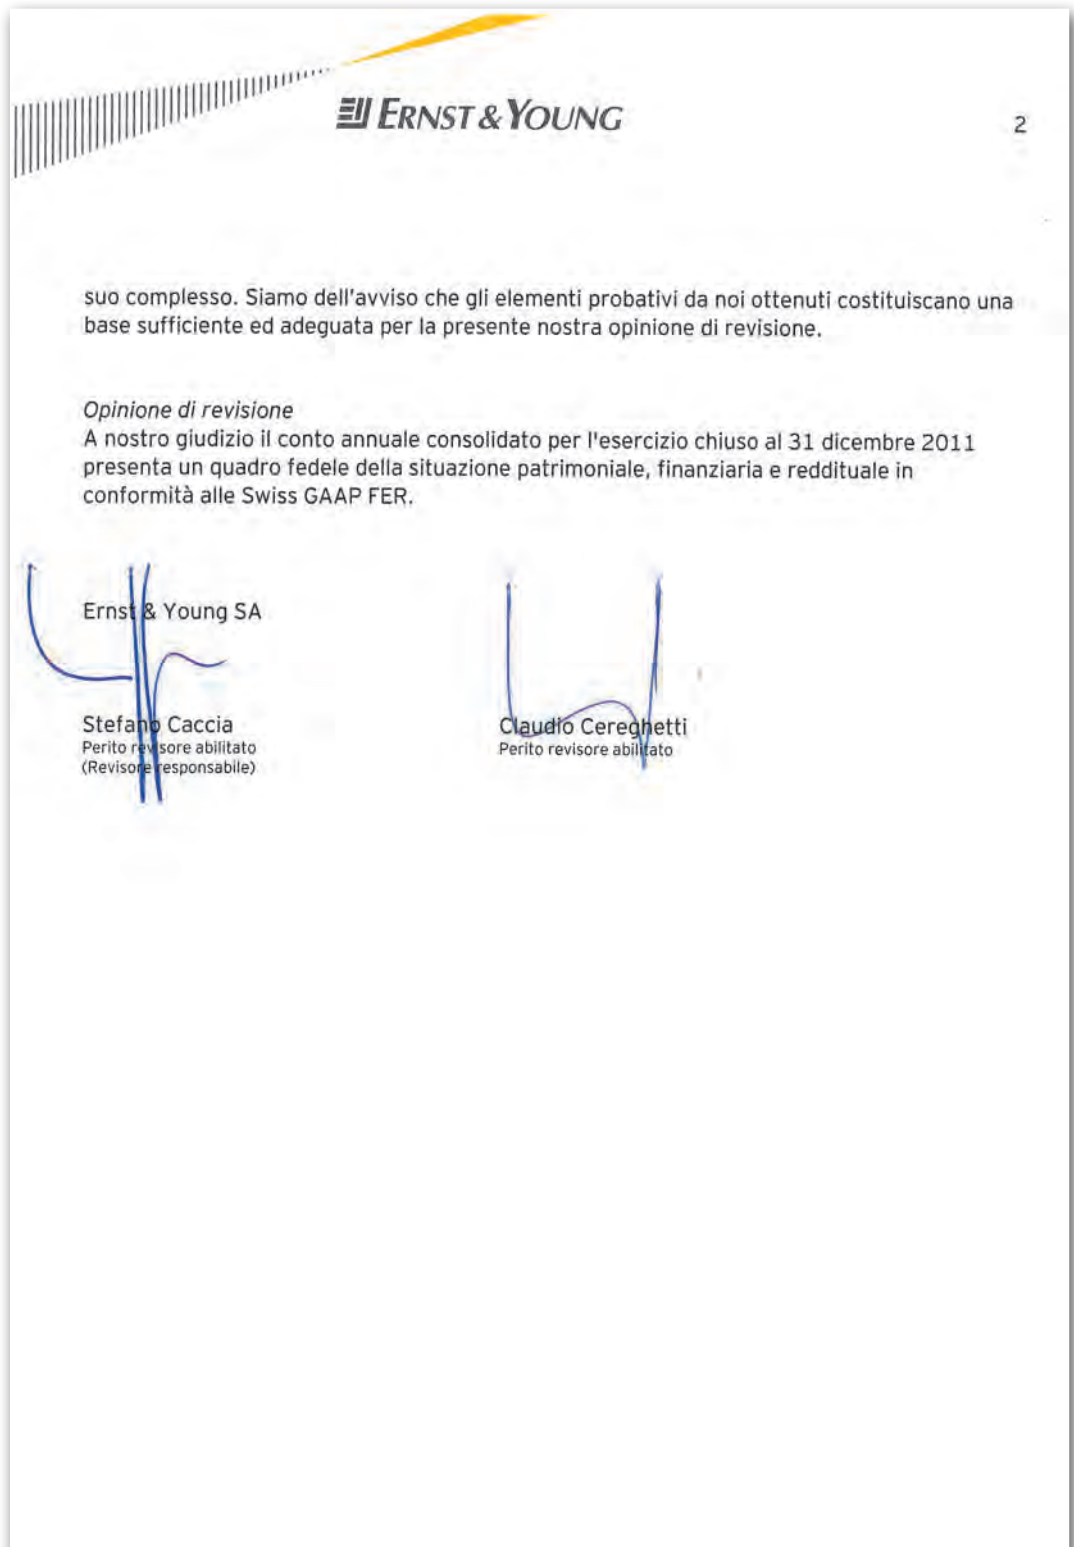 ERNST & YOUNG
2
suo complesso. Siamo dell'avviso che gli elementi probativi da noi ottenuti costituiscano una
base sufficiente ed adeguata per la presente nostra opinione di revisione.
Opinione di revisione
A nostro giudizio il conto annuale consolidato per l'esercizio chiuso al 31 dicembre 2011
presenta un quadro fedele della situazione patrimoniale, finanziaria e reddituale in
conformità alle Swiss GAAP FER.
Ernst & Young SA
Stefano Caccia
Perito revisore abilitato
(Revisore responsabile)
Claudio Cereghetti
Perito revisore abilitato